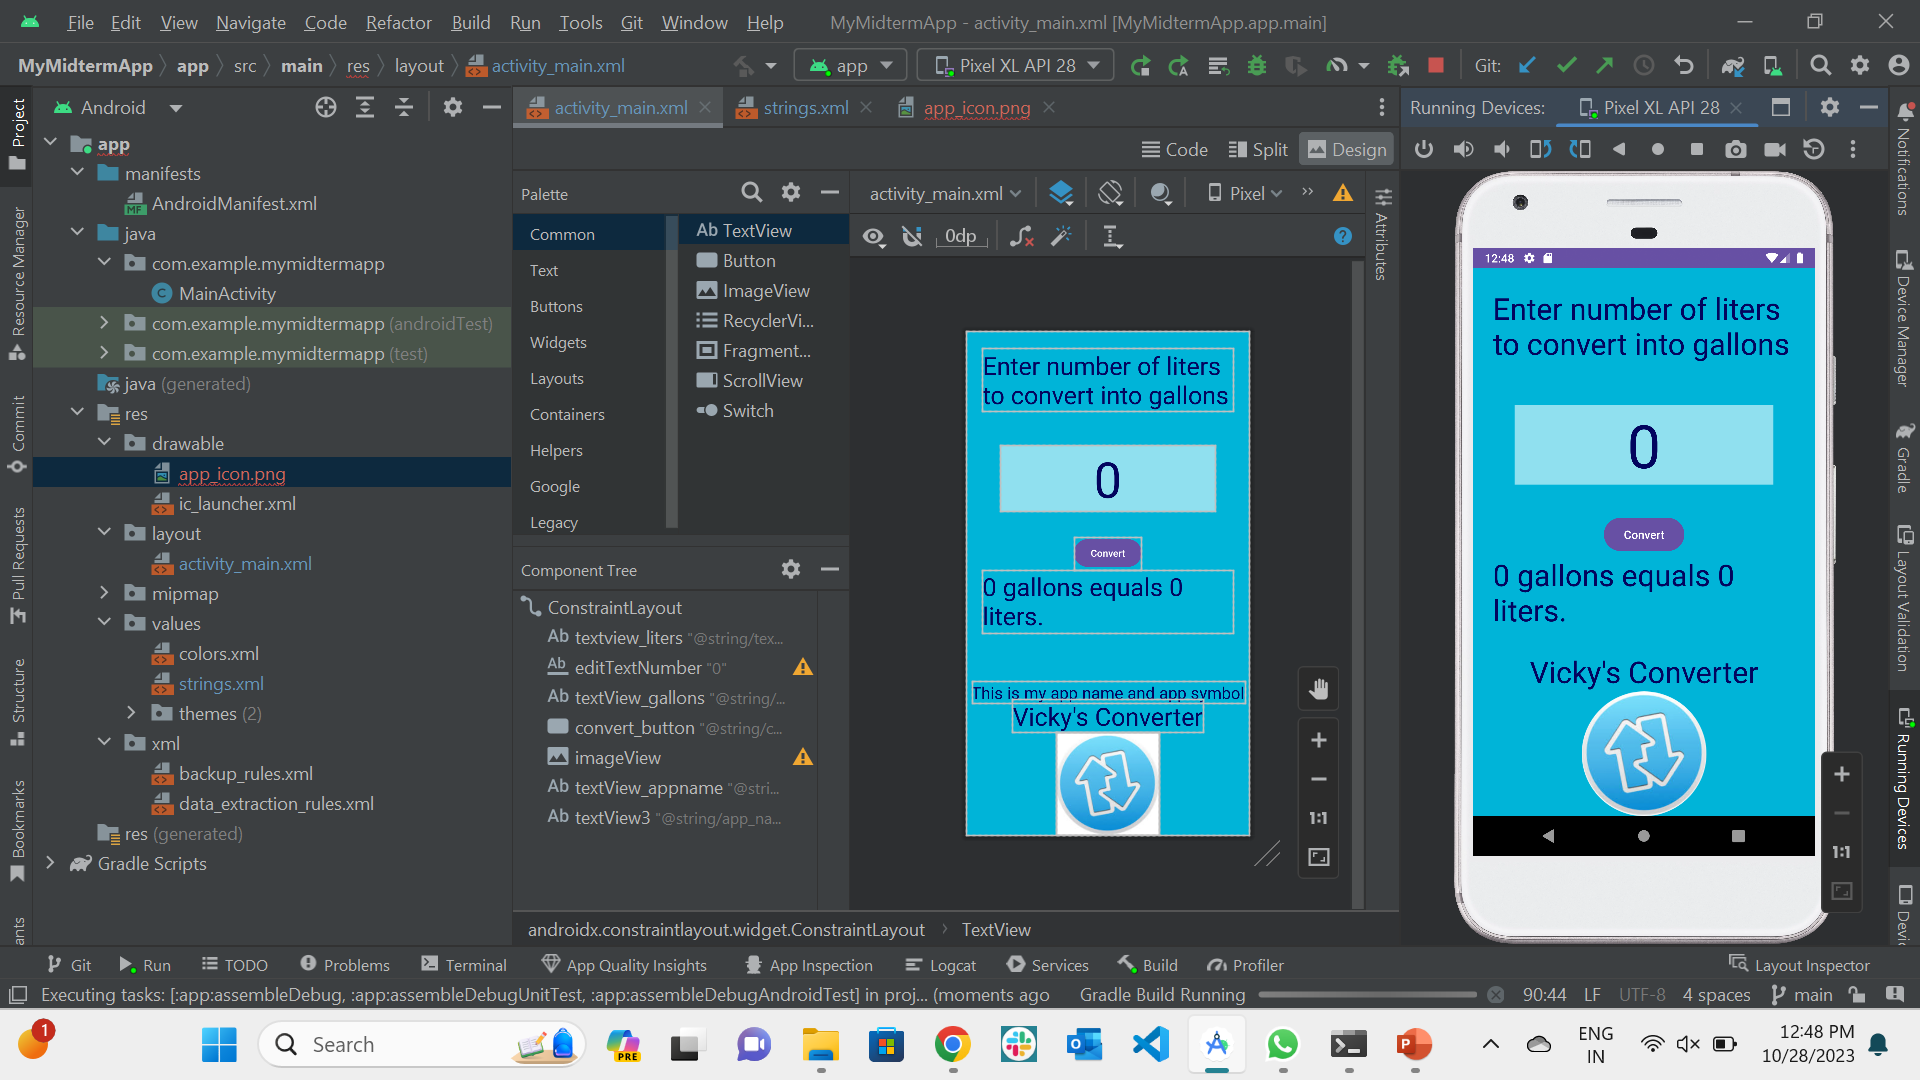 File Edit View Navigate Code Refactor Build Run Tools Git Window Help MyMidtermApp - activity_main.xml [MyMidtermApp.app.main]
MyMidtermApp app src main res layout activity_main.xml app Pixel XL API 28 Git:
Android activity_main.xml strings.xml app_icon.png Running Devices: Pixel XL API 28
Code Split Design
Project
Resource Manager
Commit
Pull Requests
Structure
Bookmarks
ants
app
manifests
AndroidManifest.xml
java
com.example.mymidtermapp
MainActivity
com.example.mymidtermapp (androidTest)
com.example.mymidtermapp (test)
java (generated)
res
drawable
app_icon.png
ic_launcher.xml
layout
activity_main.xml
mipmap
values
colors.xml
strings.xml
themes (2)
xml
backup_rules.xml
data_extraction_rules.xml
res (generated)
Gradle Scripts
Palette
Common
Text
Buttons
Widgets
Layouts
Containers
Helpers
Google
Legacy
Ab TextView
Button
ImageView
RecyclerVi...
Fragment...
ScrollView
Switch
Component Tree
ConstraintLayout
Ab textview_liters "@string/tex...
Ab editTextNumber "0"
Ab textView_gallons "@string/...
convert_button "@string/c...
imageView
Ab textView_appname "@stri...
Ab textView3 "@string/app_na...
activity_main.xml Pixel
0dp
Attributes
Enter number of liters
to convert into gallons
0
Convert
0 gallons equals 0
liters.
This is my app name and app symbol
Vicky's Converter
1:1
12:48
Enter number of liters
to convert into gallons
0
Convert
0 gallons equals 0
liters.
Vicky's Converter
1:1
Notifications
Device Manager
Gradle
Layout Validation
Running Devices
Devic
androidx.constraintlayout.widget.ConstraintLayout TextView
Git Run TODO Problems Terminal App Quality Insights App Inspection Logcat Services Build Profiler Layout Inspector
Executing tasks: [:app:assembleDebug, :app:assembleDebugUnitTest, :app:assembleDebugAndroidTest] in proj... (moments ago Gradle Build Running 90:44 LF UTF-8 4 spaces main
1
Search
PRE
ENG
IN
12:48 PM
10/28/2023